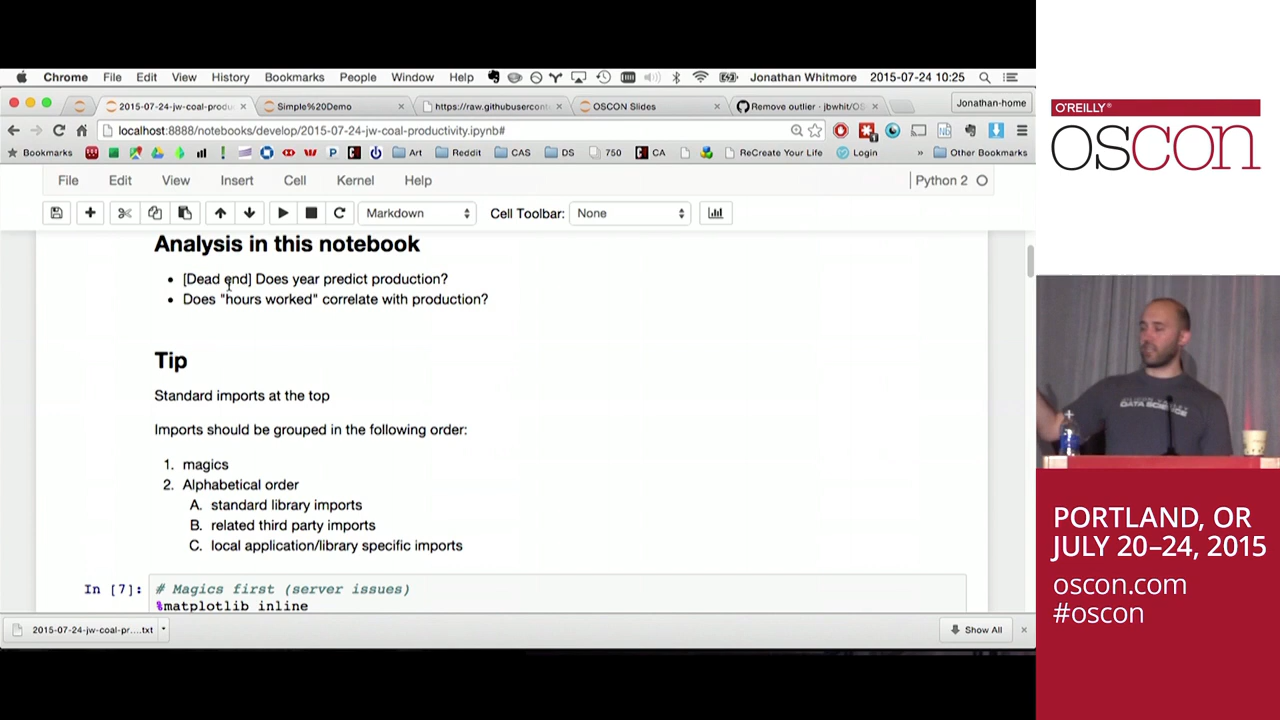 Chrome File Edit View History Bookmarks People Window Help Jonathan Whitmore 2015-07-24 10:25
2015-07-24-jw-coal-produ Simple%20Demo https://raw.githubusercont OSCON Slides Remove outlier · jbwhit/OS Jonathan-home
localhost:8888/notebooks/develop/2015-07-24-jw-coal-productivity.ipynb#
Bookmarks Art Reddit CAS DS 750 CA ReCreate Your Life Login » Other Bookmarks
File Edit View Insert Cell Kernel Help Python 2
Markdown Cell Toolbar: None
Analysis in this notebook
• [Dead end] Does year predict production?
• Does "hours worked" correlate with production?
Tip
Standard imports at the top
Imports should be grouped in the following order:
1. magics
2. Alphabetical order
A. standard library imports
B. related third party imports
C. local application/library specific imports
In [7]: # Magics first (server issues)
%matplotlib inline
2015-07-24-jw-coal-pr....txt Show All
O'REILLY®
OSCON
DATA SCIENCE
PORTLAND, OR
JULY 20–24, 2015
oscon.com
#oscon